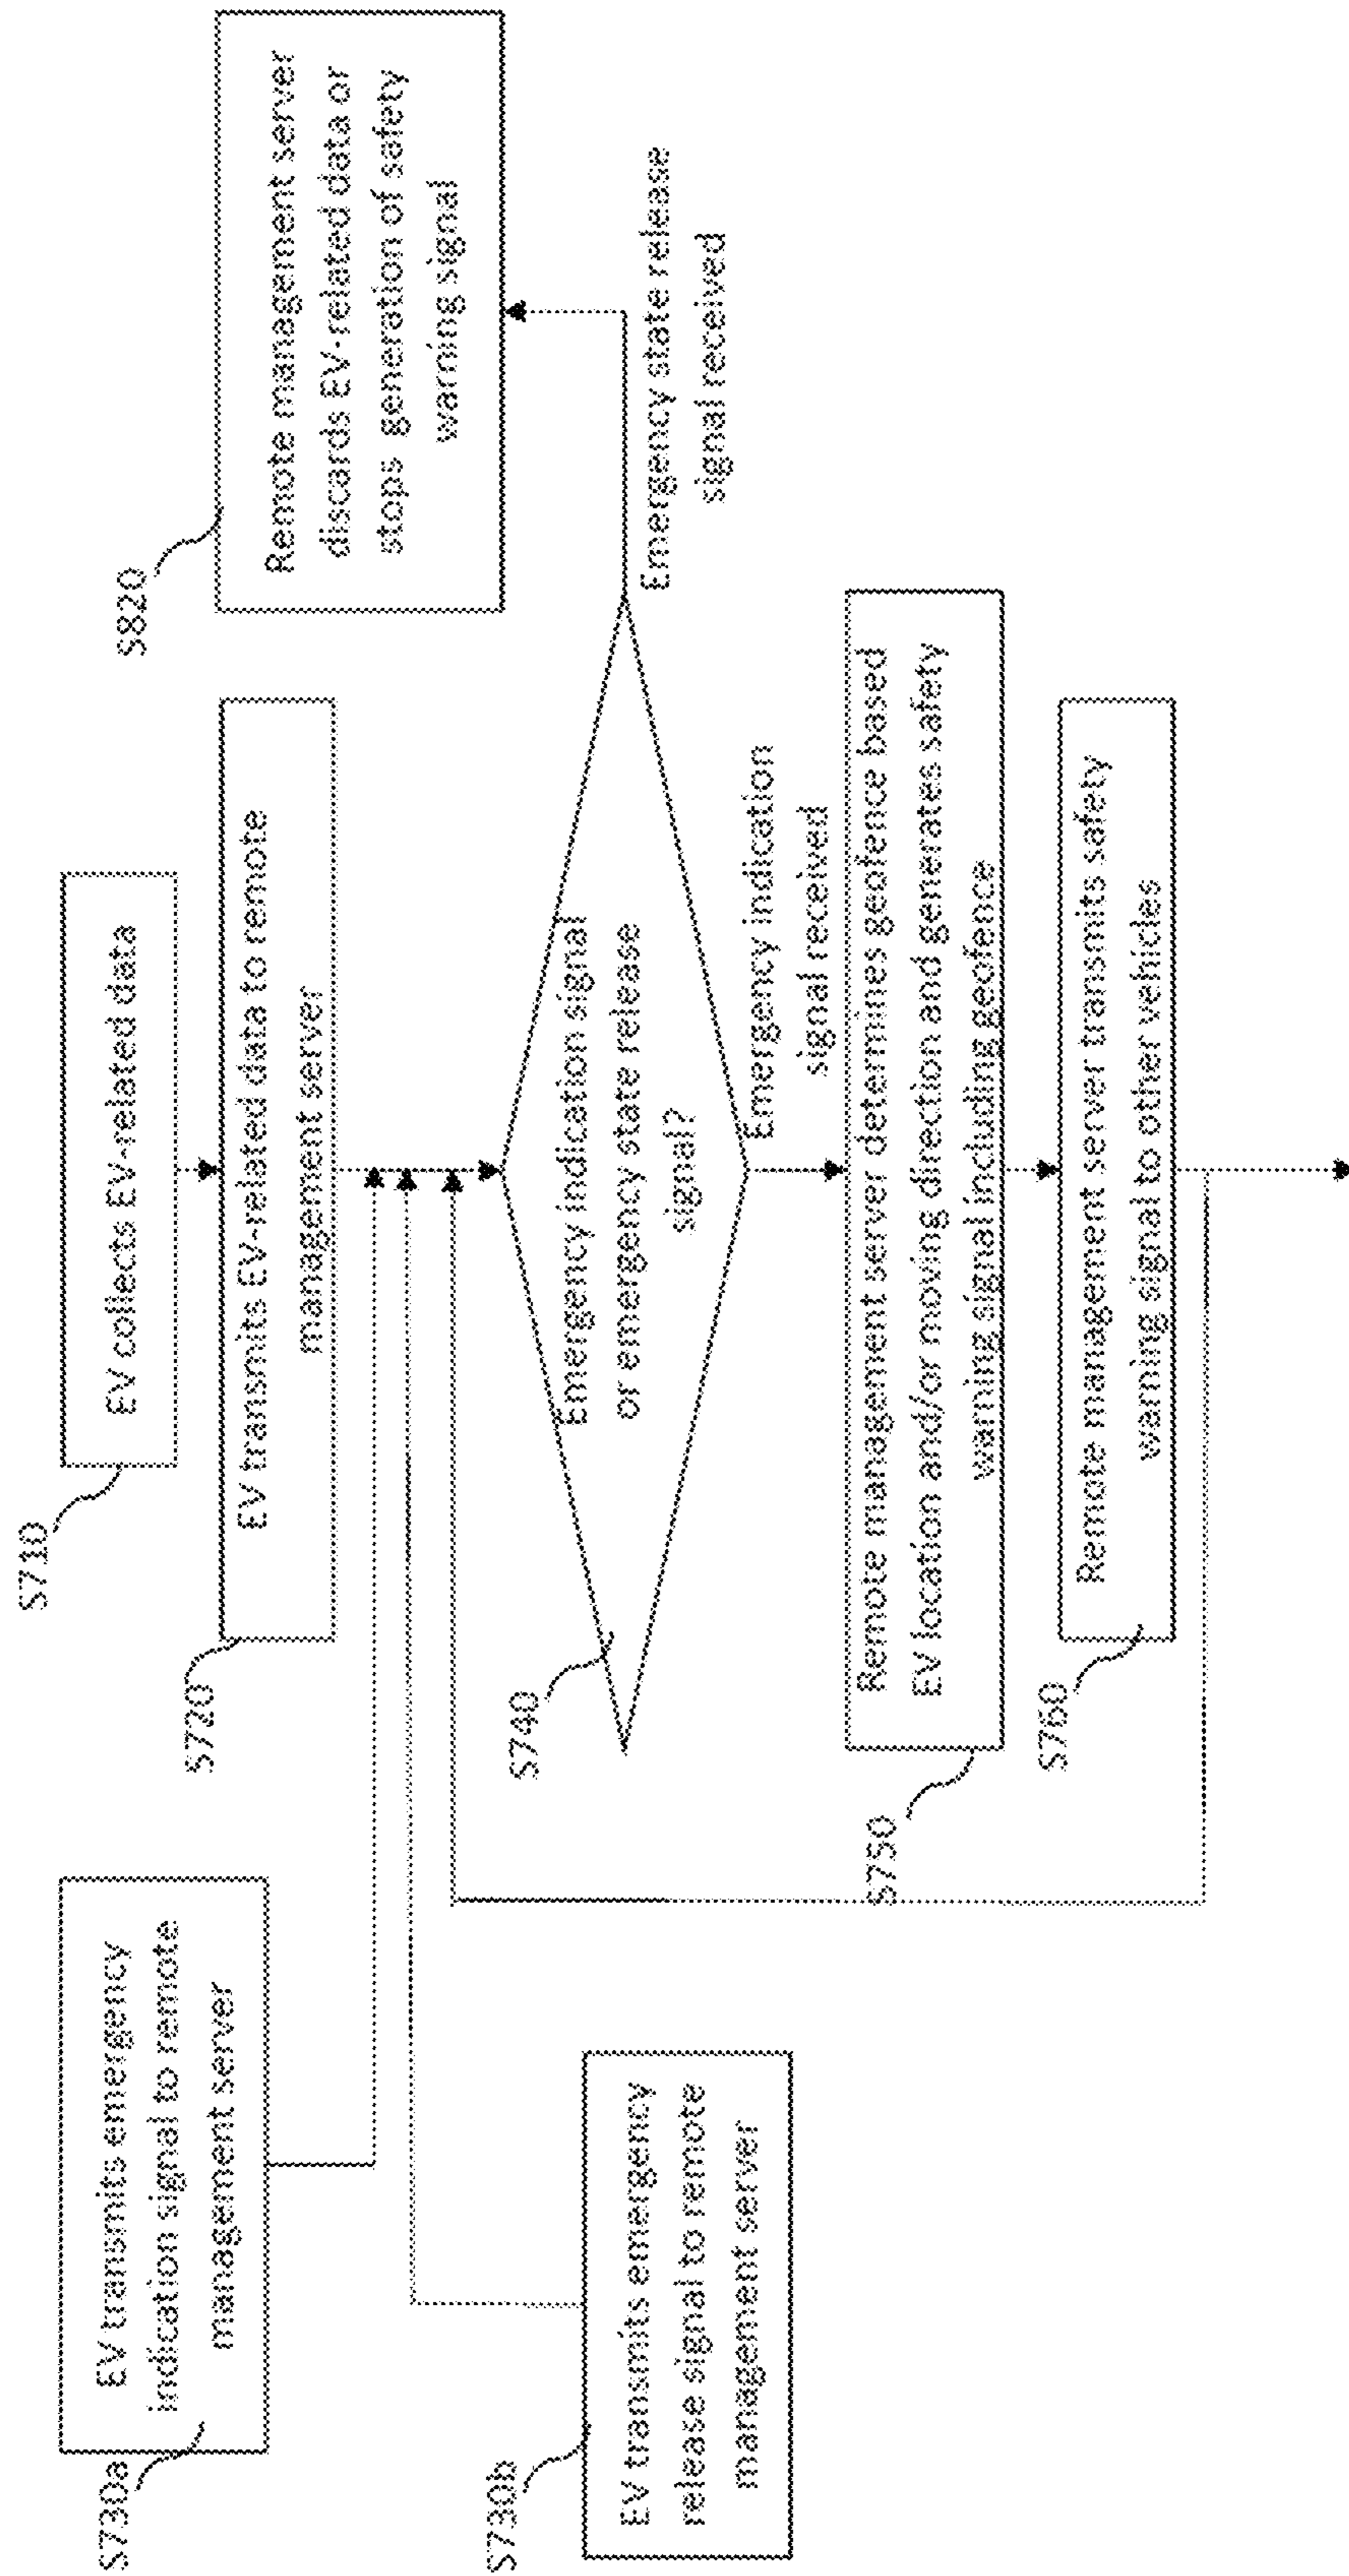 S710
EV collects EV-related data
S720
EV transmits EV-related data to remote
management server
S730a
EV transmits emergency
indication signal to remote
management server
S730b
EV transmits emergency
release signal to remote
management server
S740
Emergency indication signal
or emergency state release
signal?
Emergency state release
signal received
S820
Remote management server
discards EV-related data or
stops generation of safety
warning signal
Emergency indication
signal received
S750
Remote management server determines geofence based
EV location and/or moving direction and generates safety
warning signal including geofence
S760
Remote management server transmits safety
warning signal to other vehicles